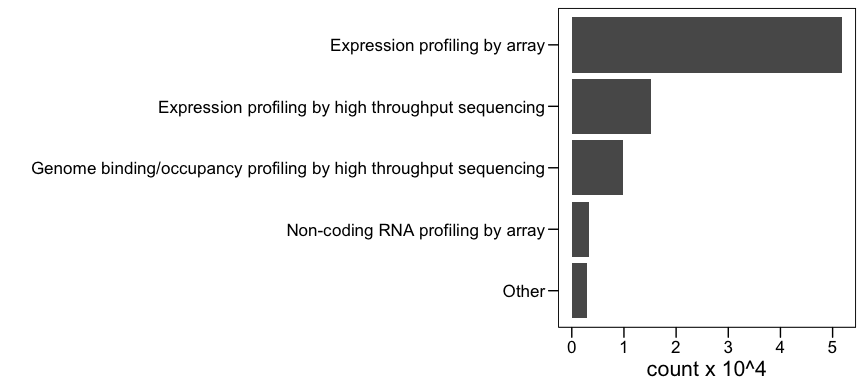 Expression profiling by array
Expression profiling by high throughput sequencing
Genome binding/occupancy profiling by high throughput sequencing
Non-coding RNA profiling by array
Other
0 1 2 3 4 5
count x 10^4